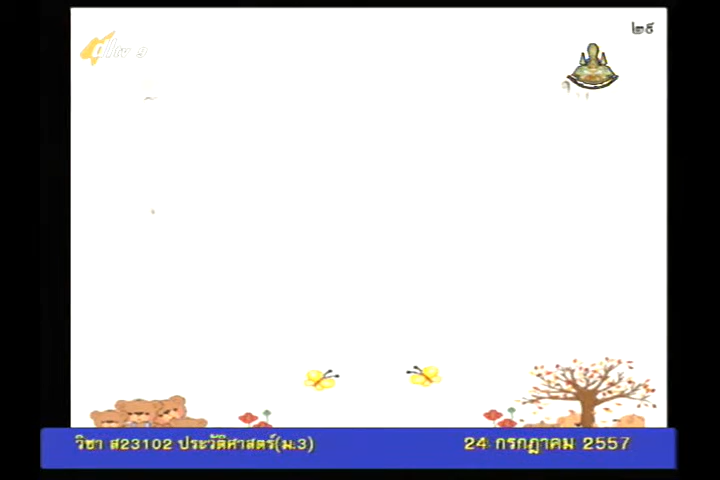 ๒๕
วิชา ส23102 ประวัติศาสตร์(ม.3)
24 กรกฎาคม 2557